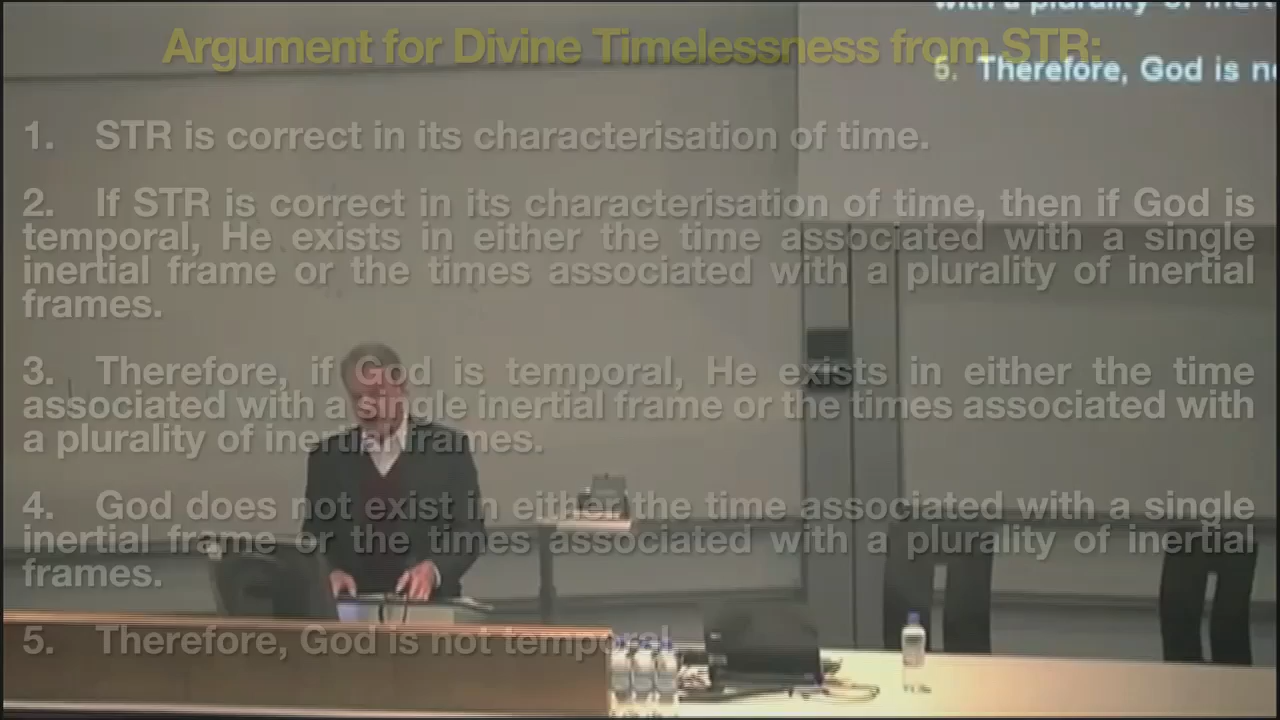 with a plurality of
Argument for Divine Timelessness from STR:
5. Therefore, God is
1. STR is correct in its characterisation of time.
2. If STR is correct in its characterisation of time, then if God is
temporal, He exists in either the time associated with a single
inertial frame or the times associated with a plurality of inertial
frames.
3. Therefore, if God is temporal, He exists in either the time
associated with a single inertial frame or the times associated with
a plurality of inertial frames.
4. God does not exist in either the time associated with a single
inertial frame or the times associated with a plurality of inertial
frames.
5. Therefore, God is not temporal.